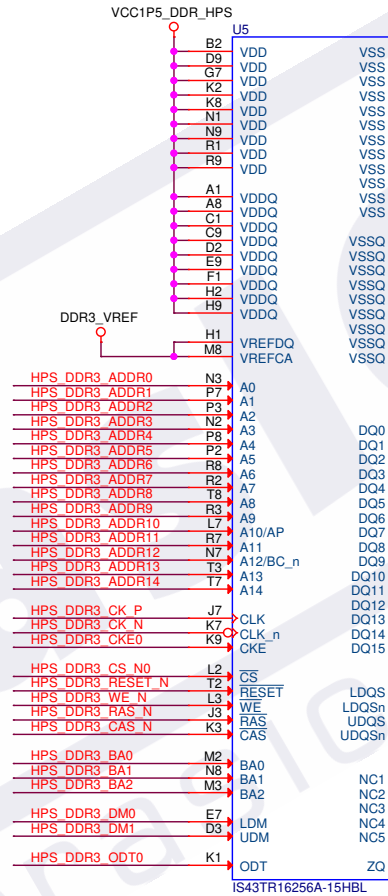 VCC1P5_DDR_HPS
U5
B2 VDD VSS
D9 VDD VSS
G7 VDD VSS
K2 VDD VSS
K8 VDD VSS
N1 VDD VSS
N9 VDD VSS
R1 VDD VSS
R9 VDD VSS
VSS
A1 VDDQ VSS
A8 VDDQ VSS
C1 VDDQ
C9 VDDQ VSSQ
D2 VDDQ VSSQ
E9 VDDQ VSSQ
F1 VDDQ VSSQ
H2 VDDQ VSSQ
H9 VDDQ VSSQ
DDR3_VREF
VSSQ
H1 VREFDQ VSSQ
M8 VREFCA VSSQ
HPS_DDR3_ADDR0 N3 A0
HPS_DDR3_ADDR1 P7 A1
HPS_DDR3_ADDR2 P3 A2
HPS_DDR3_ADDR3 N2 A3 DQ0
HPS_DDR3_ADDR4 P8 A4 DQ1
HPS_DDR3_ADDR5 P2 A5 DQ2
HPS_DDR3_ADDR6 R8 A6 DQ3
HPS_DDR3_ADDR7 R2 A7 DQ4
HPS_DDR3_ADDR8 T8 A8 DQ5
HPS_DDR3_ADDR9 R3 A9 DQ6
HPS_DDR3_ADDR10 L7 A10/AP DQ7
HPS_DDR3_ADDR11 R7 A11 DQ8
HPS_DDR3_ADDR12 N7 A12/BC_n DQ9
HPS_DDR3_ADDR13 T3 A13 DQ10
HPS_DDR3_ADDR14 T7 A14 DQ11
DQ12
HPS_DDR3_CK_P J7 CLK DQ13
HPS_DDR3_CK_N K7 CLK_n DQ14
HPS_DDR3_CKE0 K9 CKE DQ15
HPS_DDR3_CS_N0 L2 CS
HPS_DDR3_RESET_N T2 RESET LDQS
HPS_DDR3_WE_N L3 WE LDQSn
HPS_DDR3_RAS_N J3 RAS UDQS
HPS_DDR3_CAS_N K3 CAS UDQSn
HPS_DDR3_BA0 M2 BA0
HPS_DDR3_BA1 N8 BA1 NC1
HPS_DDR3_BA2 M3 BA2 NC2
NC3
HPS_DDR3_DM0 E7 LDM NC4
HPS_DDR3_DM1 D3 UDM NC5
HPS_DDR3_ODT0 K1 ODT ZQ
IS43TR16256A-15HBL